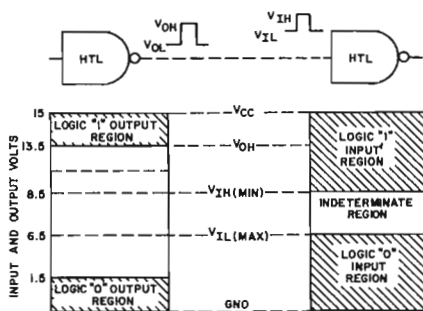 V_OH
V_OL
V_IH
V_IL
HTL
HTL
INPUT AND OUTPUT VOLTS
15
13.5
8.5
6.5
1.5
LOGIC "1" OUTPUT
REGION
LOGIC "0" OUTPUT
REGION
V_CC
V_OH
V_IH (MIN)
V_IL (MAX)
GND
LOGIC "1"
INPUT
REGION
INDETERMINATE
REGION
LOGIC "0"
INPUT
REGION